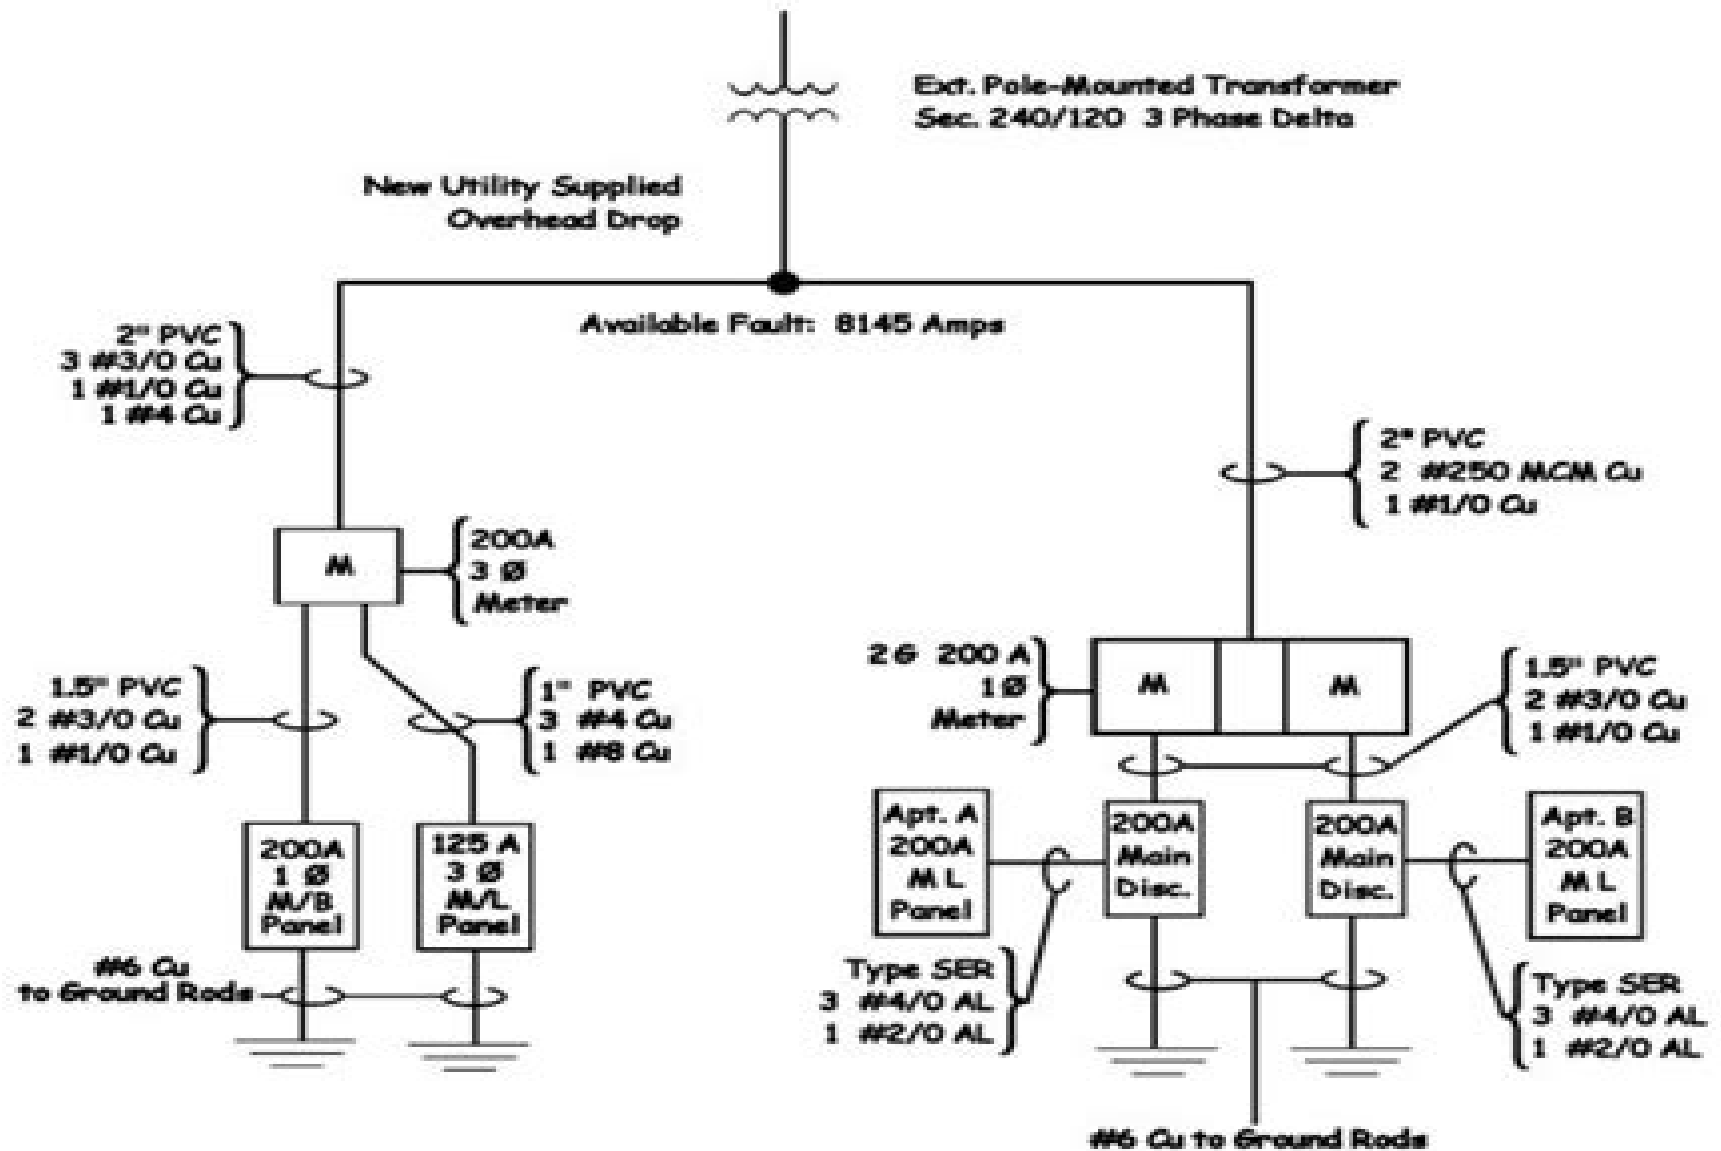 Ext. Pole-Mounted Transformer
Sec. 240/120 3 Phase Delta
New Utility Supplied
Overhead Drop
Available Fault: 8145 Amps
2" PVC
3 #3/0 Cu
1 #1/0 Cu
1 #4 Cu
2" PVC
2 #250 MCM Cu
1 #1/0 Cu
M
200A
3 Ø
Meter
2G 200 A
1Ø
Meter
M
M
1.5" PVC
2 #3/0 Cu
1 #1/0 Cu
1.5" PVC
2 #3/0 Cu
1 #1/0 Cu
1" PVC
3 #4 Cu
1 #8 Cu
200A
1 Ø
M/B
Panel
125 A
3 Ø
M/L
Panel
Apt. A
200A
M L
Panel
200A
Main
Disc.
200A
Main
Disc.
Apt. B
200A
M L
Panel
#6 Cu
to Ground Rods
Type SER
3 #4/0 AL
1 #2/0 AL
Type SER
3 #4/0 AL
1 #2/0 AL
#6 Cu to Ground Rods